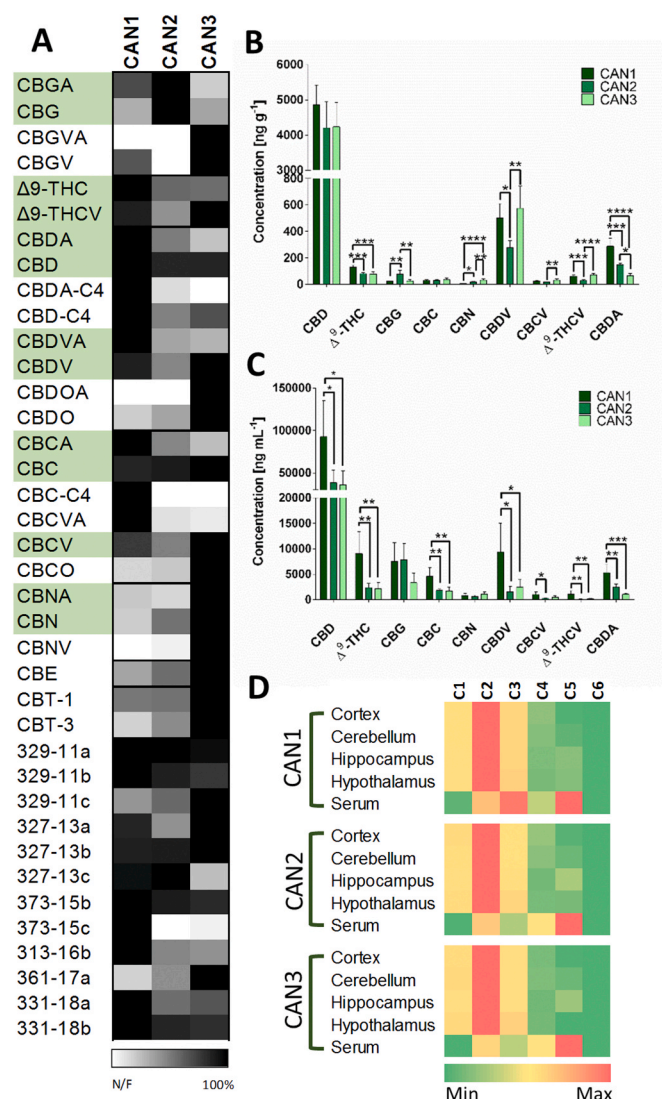 A
CAN1
CAN2
CAN3
CBGA
CBG
CBGVA
CBGV
Δ9-THC
Δ9-THCV
CBDA
CBD
CBDA-C4
CBD-C4
CBDVA
CBDV
CBDOA
CBDO
CBCA
CBC
CBC-C4
CBCVA
CBCV
CBCO
CBNA
CBN
CBNV
CBE
CBT-1
CBT-3
329-11a
329-11b
329-11c
327-13a
327-13b
327-13c
373-15b
373-15c
313-16b
361-17a
331-18a
331-18b
N/F 100%
B
Concentration [ng g⁻¹]
6000
5000
4000
800
600
400
200
0
CAN1
CAN2
CAN3
***
***
**
**
****
*
**
*
**
**
***
****
****
***
*
CBD
Δ⁹-THC
CBG
CBC
CBN
CBDV
CBCV
Δ⁹-THCV
CBDA
C
Concentration [ng mL⁻¹]
150000
100000
50000
20000
15000
10000
5000
0
CAN1
CAN2
CAN3
*
*
**
**
**
**
*
*
*
**
**
***
**
CBD
Δ⁹-THC
CBG
CBC
CBN
CBDV
CBCV
Δ⁹-THCV
CBDA
D
C1 C2 C3 C4 C5 C6
CAN1
Cortex
Cerebellum
Hippocampus
Hypothalamus
Serum
CAN2
Cortex
Cerebellum
Hippocampus
Hypothalamus
Serum
CAN3
Cortex
Cerebellum
Hippocampus
Hypothalamus
Serum
Min Max